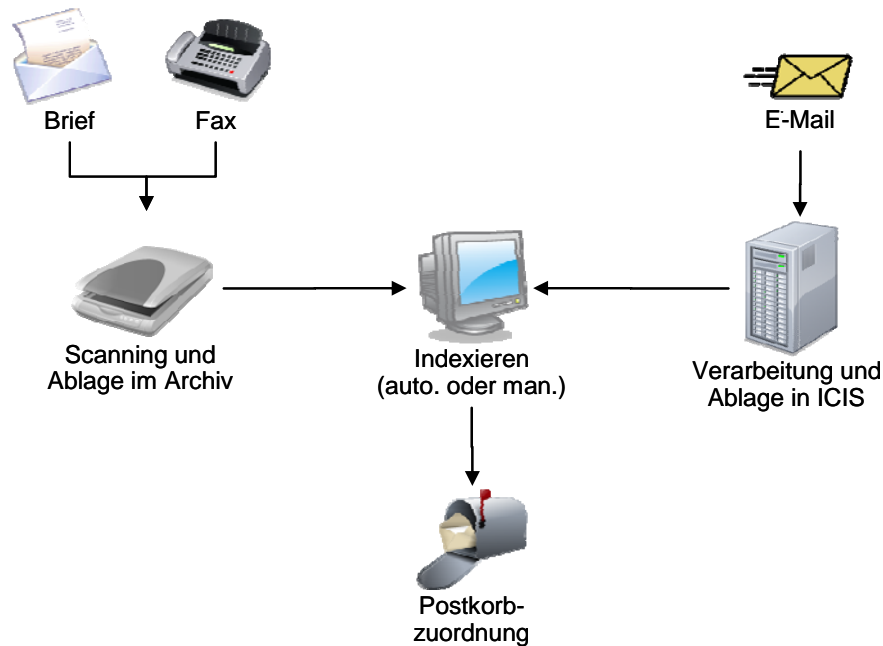 Brief
Fax
E-Mail
Scanning und
Ablage im Archiv
Indexieren
(auto. oder man.)
Verarbeitung und
Ablage in ICIS
Postkorb-
zuordnung